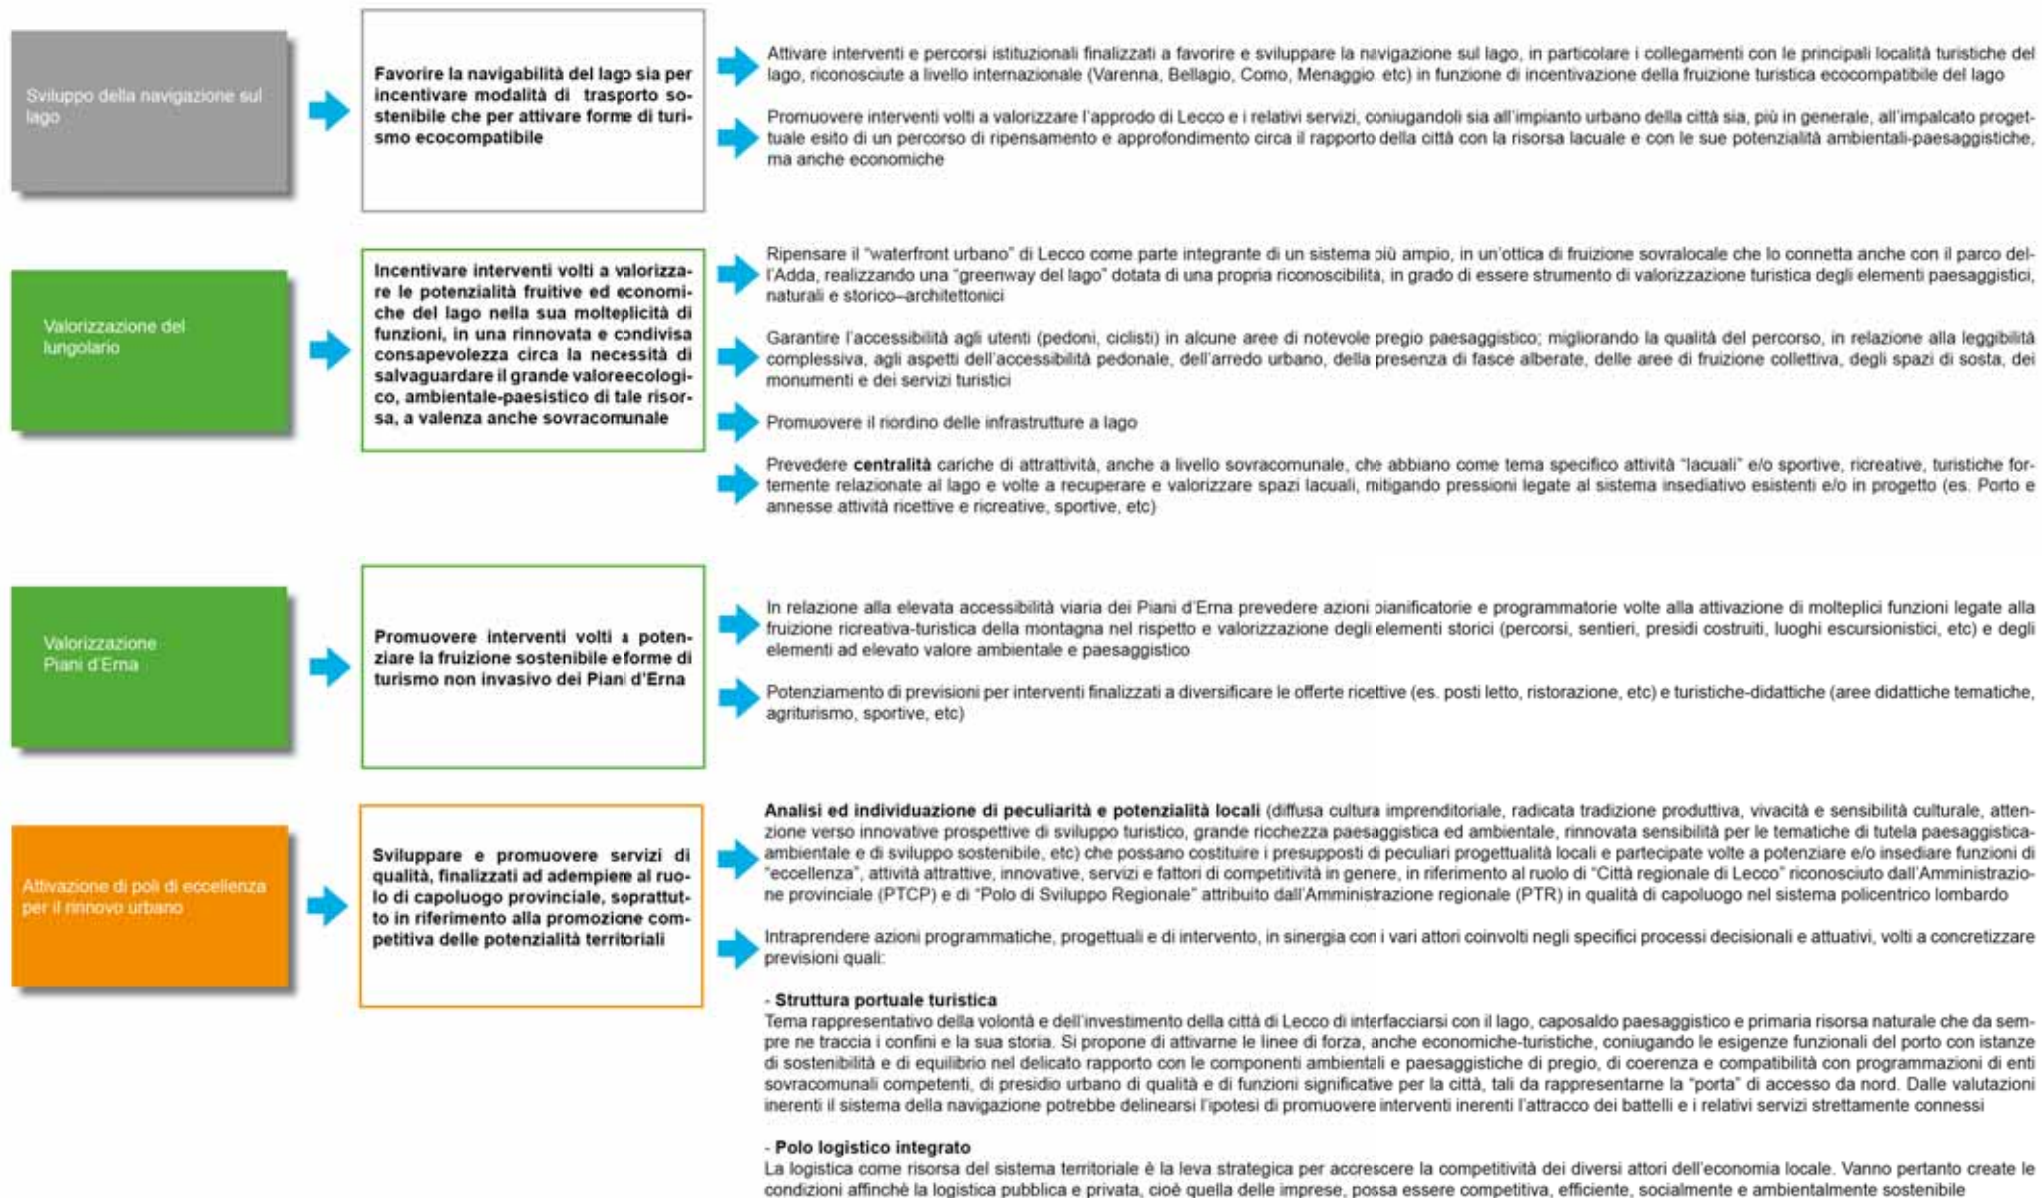 Sviluppo della navigazione sul
lago
Favorire la navigabilità del lago sia per
incentivare modalità di trasporto so-
stenibile che per attivare forme di turi-
smo ecocompatibile
Attivare interventi e percorsi istituzionali finalizzati a favorire e sviluppare la navigazione sul lago, in particolare i collegamenti con le principali località turistiche del
lago, riconosciute a livello internazionale (Varenna, Bellagio, Como, Menaggio etc) in funzione di incentivazione della fruizione turistica ecocompatibile del lago
Promuovere interventi volti a valorizzare l'approdo di Lecco e i relativi servizi, coniugandoli sia all'impianto urbano della città sia, più in generale, all'impalcato proget-
tuale esito di un percorso di ripensamento e approfondimento circa il rapporto della città con la risorsa lacuale e con le sue potenzialità ambientali-paesaggistiche,
ma anche economiche
Valorizzazione del
lungolario
Incentivare interventi volti a valorizza-
re le potenzialità fruitive ed economi-
che del lago nella sua molteplicità di
funzioni, in una rinnovata e condivisa
consapevolezza circa la necessità di
salvaguardare il grande valoreecologi-
co, ambientale-paesistico di tale risor-
sa, a valenza anche sovracomunale
Ripensare il "waterfront urbano" di Lecco come parte integrante di un sistema più ampio, in un'ottica di fruizione sovralocale che lo connetta anche con il parco del-
l'Adda, realizzando una "greenway del lago" dotata di una propria riconoscibilità, in grado di essere strumento di valorizzazione turistica degli elementi paesaggistici,
naturali e storico–architettonici
Garantire l'accessibilità agli utenti (pedoni, ciclisti) in alcune aree di notevole pregio paesaggistico; migliorando la qualità del percorso, in relazione alla leggibilità
complessiva, agli aspetti dell'accessibilità pedonale, dell'arredo urbano, della presenza di fasce alberate, delle aree di fruizione collettiva, degli spazi di sosta, dei
monumenti e dei servizi turistici
Promuovere il riordino delle infrastrutture a lago
Prevedere centralità cariche di attrattività, anche a livello sovracomunale, che abbiano come tema specifico attività "lacuali" e/o sportive, ricreative, turistiche for-
temente relazionate al lago e volte a recuperare e valorizzare spazi lacuali, mitigando pressioni legate al sistema insediativo esistenti e/o in progetto (es. Porto e
annesse attività ricettive e ricreative, sportive, etc)
Valorizzazione
Piani d'Erna
Promuovere interventi volti a poten-
ziare la fruizione sostenibile eforme di
turismo non invasivo dei Piani d'Erna
In relazione alla elevata accessibilità viaria dei Piani d'Erna prevedere azioni pianificatorie e programmatorie volte alla attivazione di molteplici funzioni legate alla
fruizione ricreativa-turistica della montagna nel rispetto e valorizzazione degli elementi storici (percorsi, sentieri, presidi costruiti, luoghi escursionistici, etc) e degli
elementi ad elevato valore ambientale e paesaggistico
Potenziamento di previsioni per interventi finalizzati a diversificare le offerte ricettive (es. posti letto, ristorazione, etc) e turistiche-didattiche (aree didattiche tematiche,
agriturismo, sportive, etc)
Attivazione di poli di eccellenza
per il rinnovo urbano
Sviluppare e promuovere servizi di
qualità, finalizzati ad adempiere al ruo-
lo di capoluogo provinciale, soprattut-
to in riferimento alla promozione com-
petitiva delle potenzialità territoriali
Analisi ed individuazione di peculiarità e potenzialità locali (diffusa cultura imprenditoriale, radicata tradizione produttiva, vivacità e sensibilità culturale, atten-
zione verso innovative prospettive di sviluppo turistico, grande ricchezza paesaggistica ed ambientale, rinnovata sensibilità per le tematiche di tutela paesaggistica-
ambientale e di sviluppo sostenibile, etc) che possano costituire i presupposti di peculiari progettualità locali e partecipate volte a potenziare e/o insediare funzioni di
"eccellenza", attività attrattive, innovative, servizi e fattori di competitività in genere, in riferimento al ruolo di "Città regionale di Lecco" riconosciuto dall'Amministrazio-
ne provinciale (PTCP) e di "Polo di Sviluppo Regionale" attribuito dall'Amministrazione regionale (PTR) in qualità di capoluogo nel sistema policentrico lombardo
Intraprendere azioni programmatiche, progettuali e di intervento, in sinergia con i vari attori coinvolti negli specifici processi decisionali e attuativi, volti a concretizzare
previsioni quali:
- Struttura portuale turistica
Tema rappresentativo della volontà e dell'investimento della città di Lecco di interfacciarsi con il lago, caposaldo paesaggistico e primaria risorsa naturale che da sem-
pre ne traccia i confini e la sua storia. Si propone di attivarne le linee di forza, anche economiche-turistiche, coniugando le esigenze funzionali del porto con istanze
di sostenibilità e di equilibrio nel delicato rapporto con le componenti ambientali e paesaggistiche di pregio, di coerenza e compatibilità con programmazioni di enti
sovracomunali competenti, di presidio urbano di qualità e di funzioni significative per la città, tali da rappresentarne la "porta" di accesso da nord. Dalle valutazioni
inerenti il sistema della navigazione potrebbe delinearsi l'ipotesi di promuovere interventi inerenti l'attracco dei battelli e i relativi servizi strettamente connessi
- Polo logistico integrato
La logistica come risorsa del sistema territoriale è la leva strategica per accrescere la competitività dei diversi attori dell'economia locale. Vanno pertanto create le
condizioni affinchè la logistica pubblica e privata, cioè quella delle imprese, possa essere competitiva, efficiente, socialmente e ambientalmente sostenibile